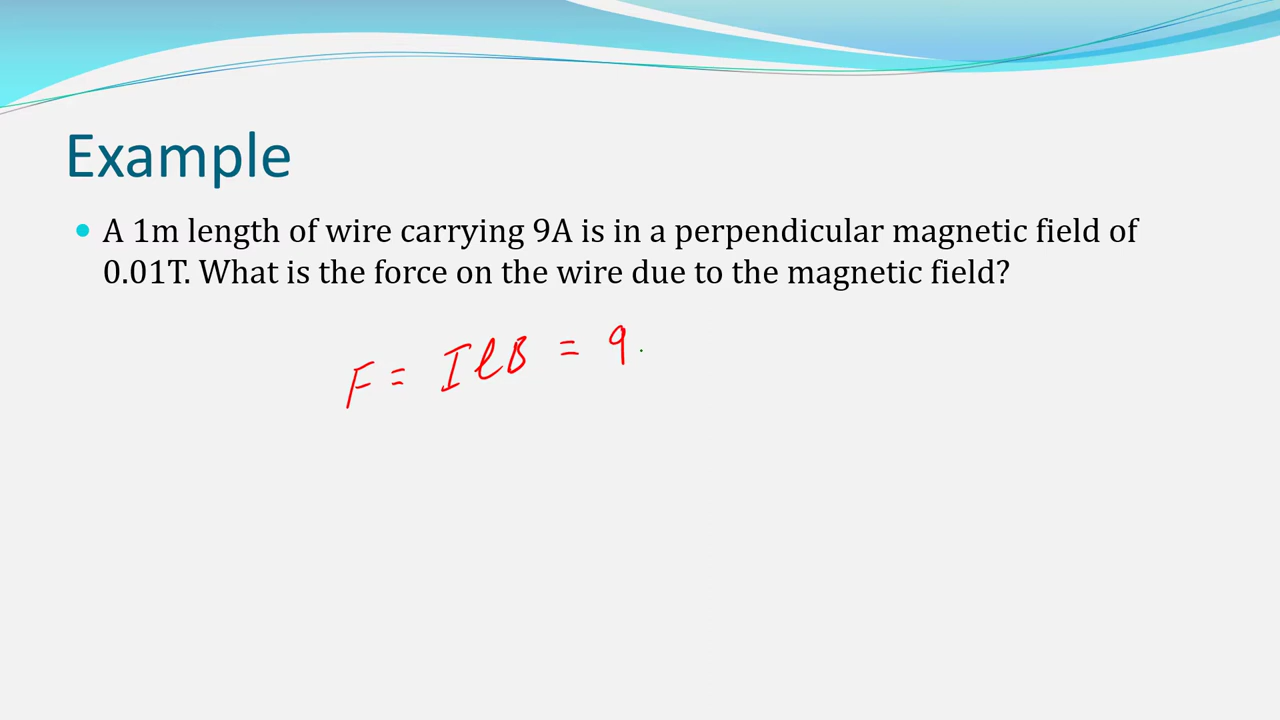 Example
• A 1m length of wire carrying 9A is in a perpendicular magnetic field of
0.01T. What is the force on the wire due to the magnetic field?
F = IℓB = 9